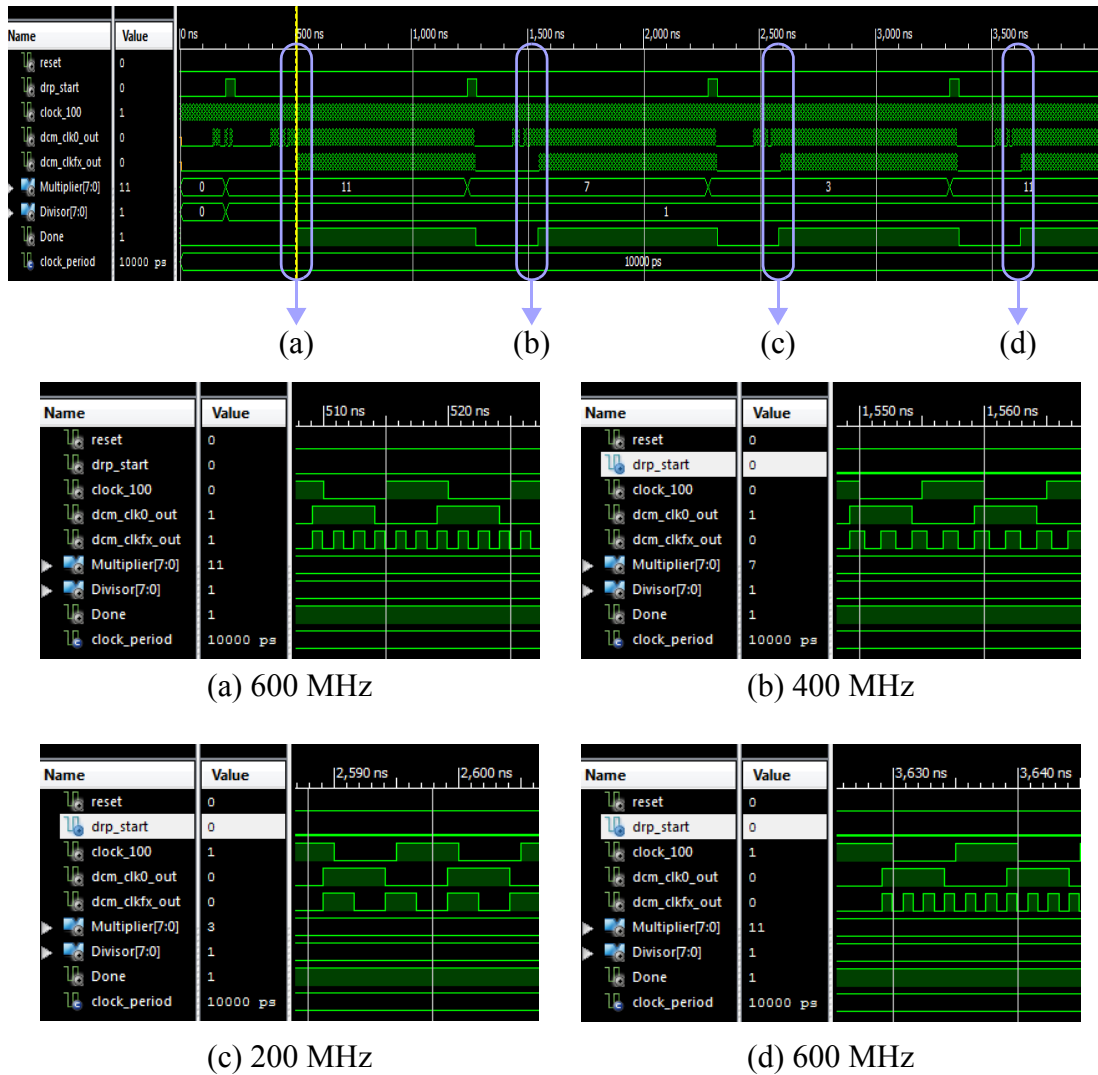 Name Value 0 ns 500 ns 1,000 ns 1,500 ns 2,000 ns 2,500 ns 3,000 ns 3,500 ns
reset 0
drp_start 0
clock_100 1
dcm_clk0_out 0
dcm_clkfx_out 0
Multiplier[7:0] 11 0 11 7 3 11
Divisor[7:0] 1 0 1
Done 1
clock_period 10000 ps 10000 ps
(a) (b) (c) (d)
Name Value 510 ns 520 ns
reset 0
drp_start 0
clock_100 0
dcm_clk0_out 1
dcm_clkfx_out 1
Multiplier[7:0] 11
Divisor[7:0] 1
Done 1
clock_period 10000 ps
(a) 600 MHz
Name Value 1,550 ns 1,560 ns
reset 0
drp_start 0
clock_100 0
dcm_clk0_out 1
dcm_clkfx_out 0
Multiplier[7:0] 7
Divisor[7:0] 1
Done 1
clock_period 10000 ps
(b) 400 MHz
Name Value 2,590 ns 2,600 ns
reset 0
drp_start 0
clock_100 1
dcm_clk0_out 0
dcm_clkfx_out 0
Multiplier[7:0] 3
Divisor[7:0] 1
Done 1
clock_period 10000 ps
(c) 200 MHz
Name Value 3,630 ns 3,640 ns
reset 0
drp_start 0
clock_100 1
dcm_clk0_out 0
dcm_clkfx_out 0
Multiplier[7:0] 11
Divisor[7:0] 1
Done 1
clock_period 10000 ps
(d) 600 MHz